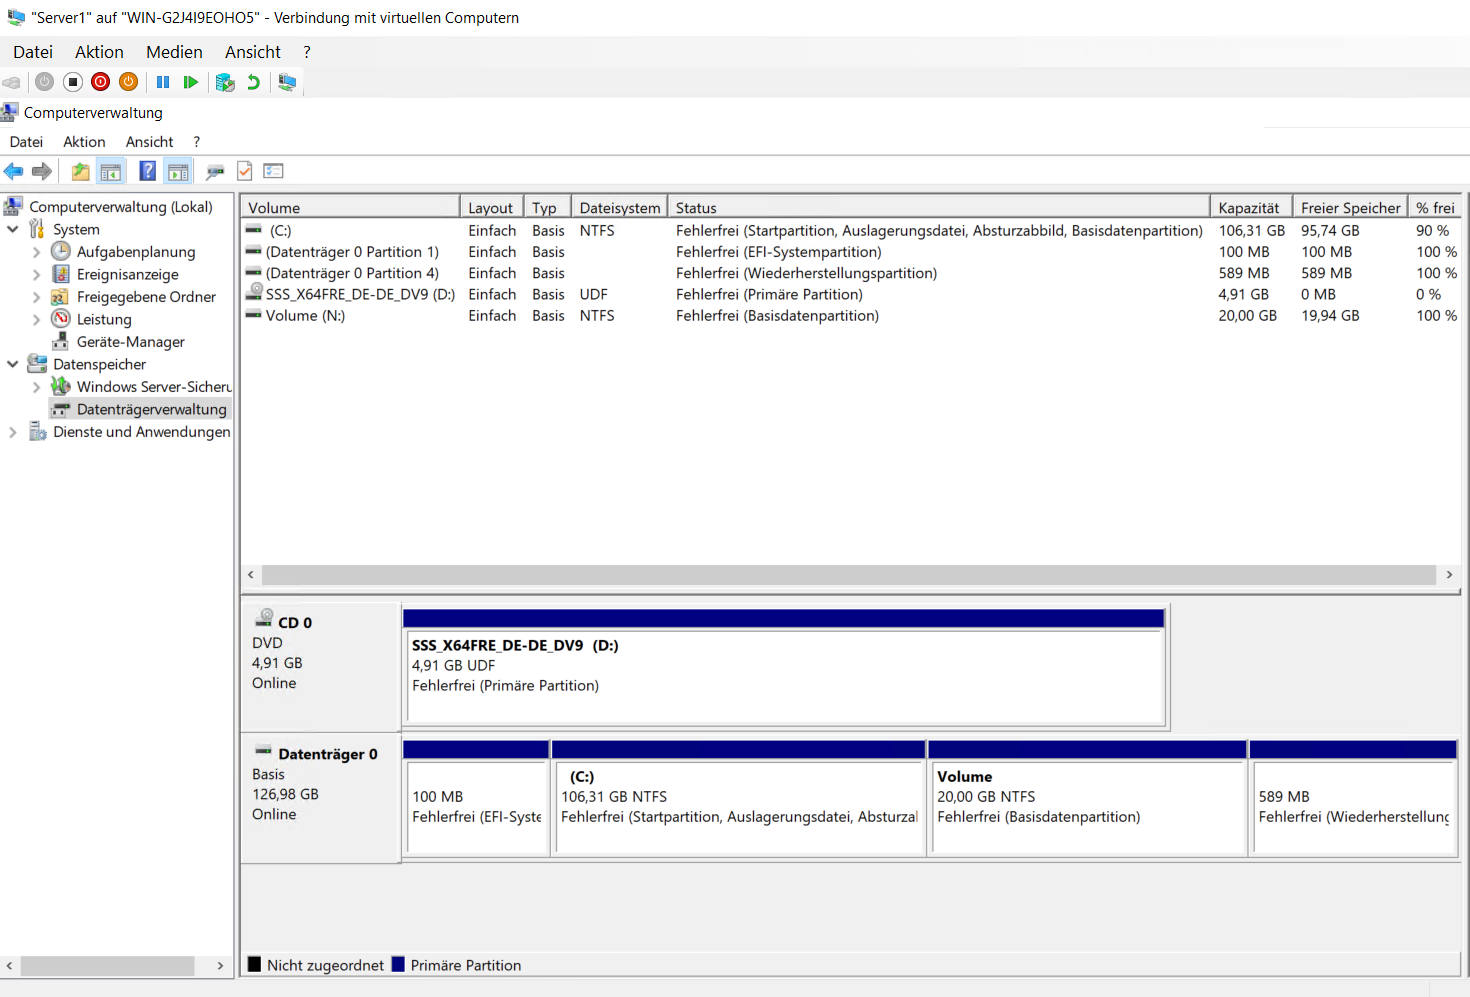 "Server1" auf "WIN-G2J4I9EOHO5" - Verbindung mit virtuellen Computern
Datei Aktion Medien Ansicht ?
Computerverwaltung
Datei Aktion Ansicht ?
Computerverwaltung (Lokal)
System
Aufgabenplanung
Ereignisanzeige
Freigegebene Ordner
Leistung
Geräte-Manager
Datenspeicher
Windows Server-Sicheru
Datenträgerverwaltung
Dienste und Anwendungen
Volume Layout Typ Dateisystem Status Kapazität Freier Speicher % frei
(C:) Einfach Basis NTFS Fehlerfrei (Startpartition, Auslagerungsdatei, Absturzabbild, Basisdatenpartition) 106,31 GB 95,74 GB 90 %
(Datenträger 0 Partition 1) Einfach Basis Fehlerfrei (EFI-Systempartition) 100 MB 100 MB 100 %
(Datenträger 0 Partition 4) Einfach Basis Fehlerfrei (Wiederherstellungspartition) 589 MB 589 MB 100 %
SSS_X64FRE_DE-DE_DV9 (D:) Einfach Basis UDF Fehlerfrei (Primäre Partition) 4,91 GB 0 MB 0 %
Volume (N:) Einfach Basis NTFS Fehlerfrei (Basisdatenpartition) 20,00 GB 19,94 GB 100 %
CD 0
DVD
4,91 GB
Online
SSS_X64FRE_DE-DE_DV9 (D:)
4,91 GB UDF
Fehlerfrei (Primäre Partition)
Datenträger 0
Basis
126,98 GB
Online
100 MB
Fehlerfrei (EFI-Syste
(C:)
106,31 GB NTFS
Fehlerfrei (Startpartition, Auslagerungsdatei, Absturzal
Volume
20,00 GB NTFS
Fehlerfrei (Basisdatenpartition)
589 MB
Fehlerfrei (Wiederherstellung
Nicht zugeordnet Primäre Partition